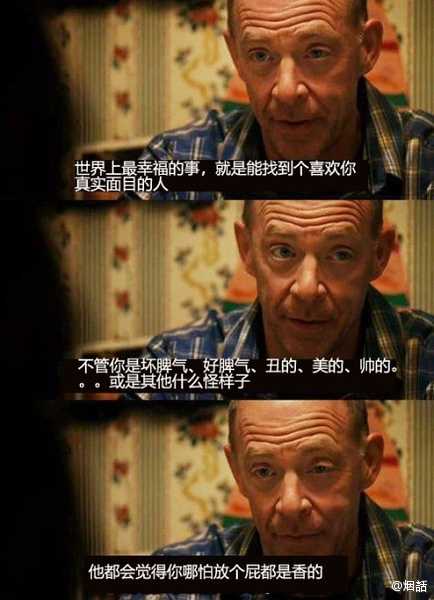 世界上最幸福的事，就是能找到个喜欢你
真实面目的人
不管你是坏脾气、好脾气、丑的、美的、帅的。
。。或是其他什么怪样子
他都会觉得你哪怕放个屁都是香的
@烟話